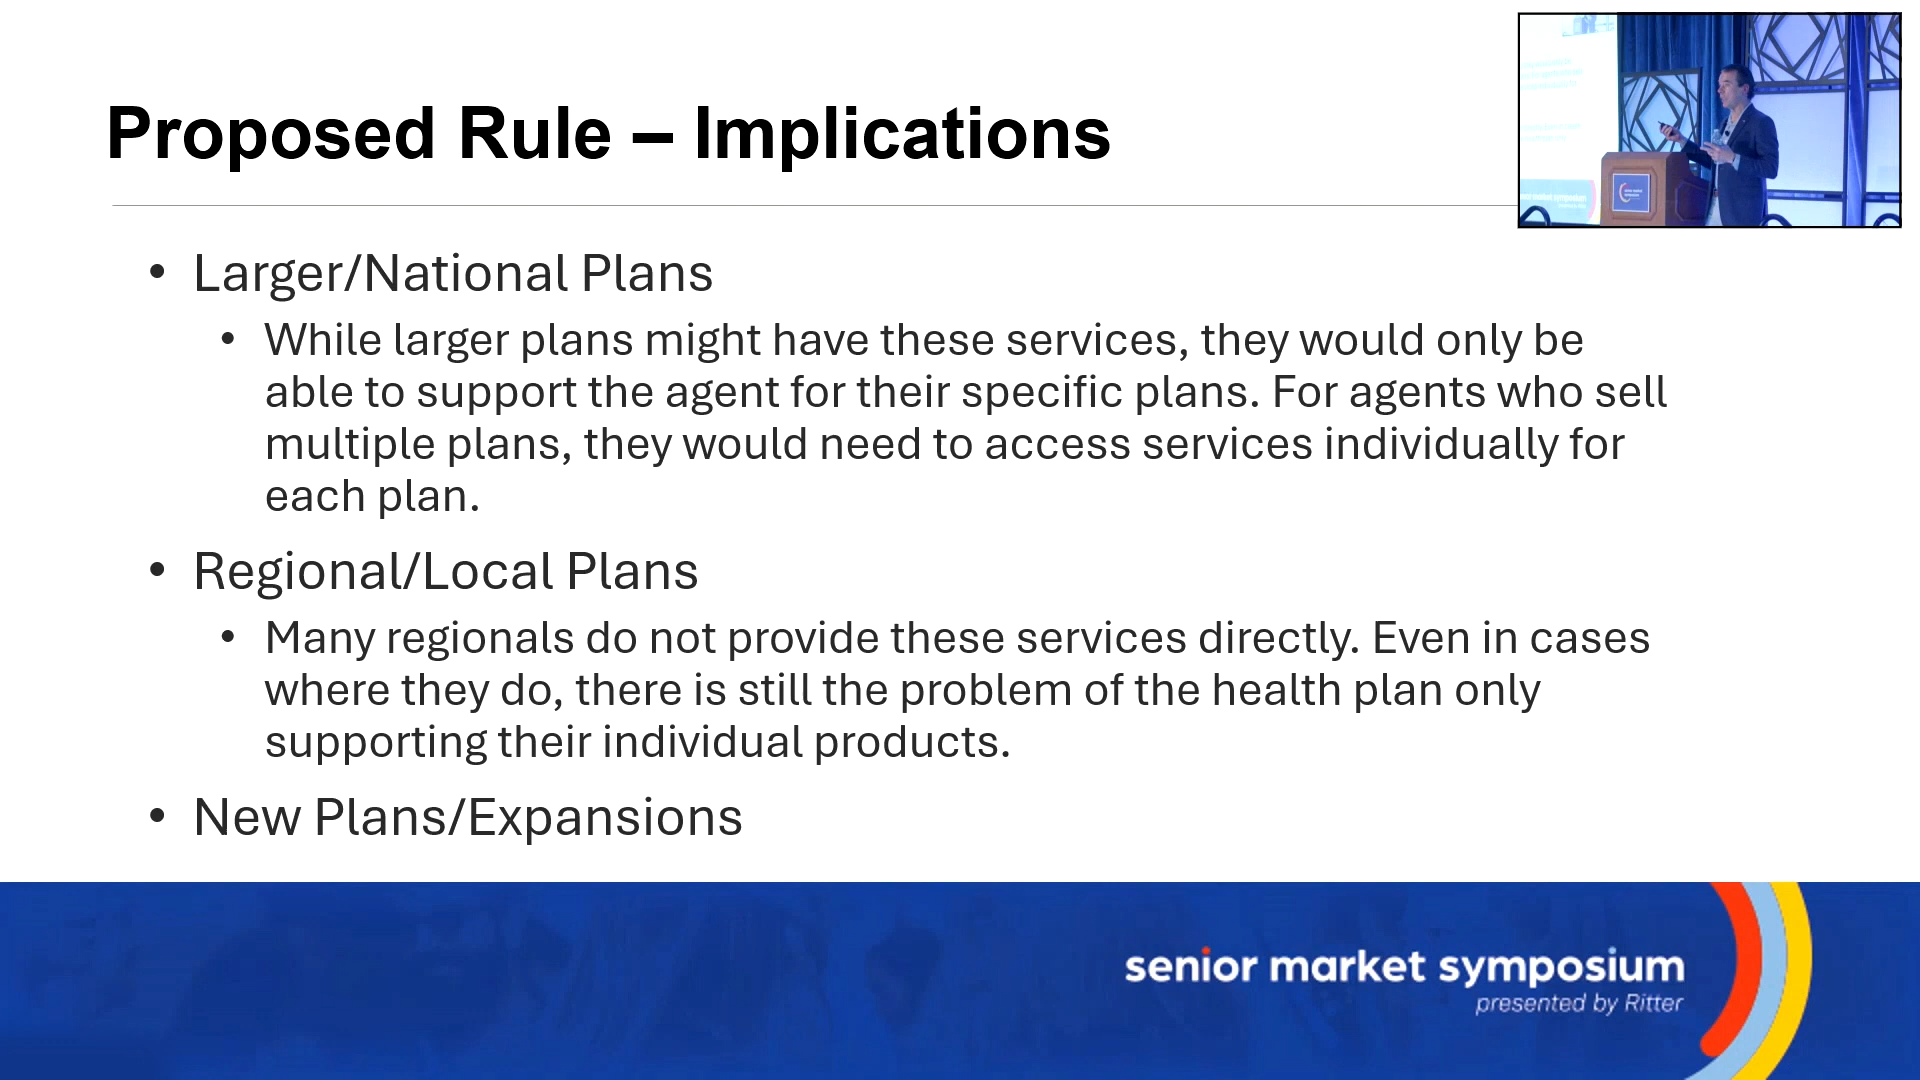 Proposed Rule – Implications
• Larger/National Plans
• While larger plans might have these services, they would only be
able to support the agent for their specific plans. For agents who sell
multiple plans, they would need to access services individually for
each plan.
• Regional/Local Plans
• Many regionals do not provide these services directly. Even in cases
where they do, there is still the problem of the health plan only
supporting their individual products.
• New Plans/Expansions
senior market symposium
presented by Ritter